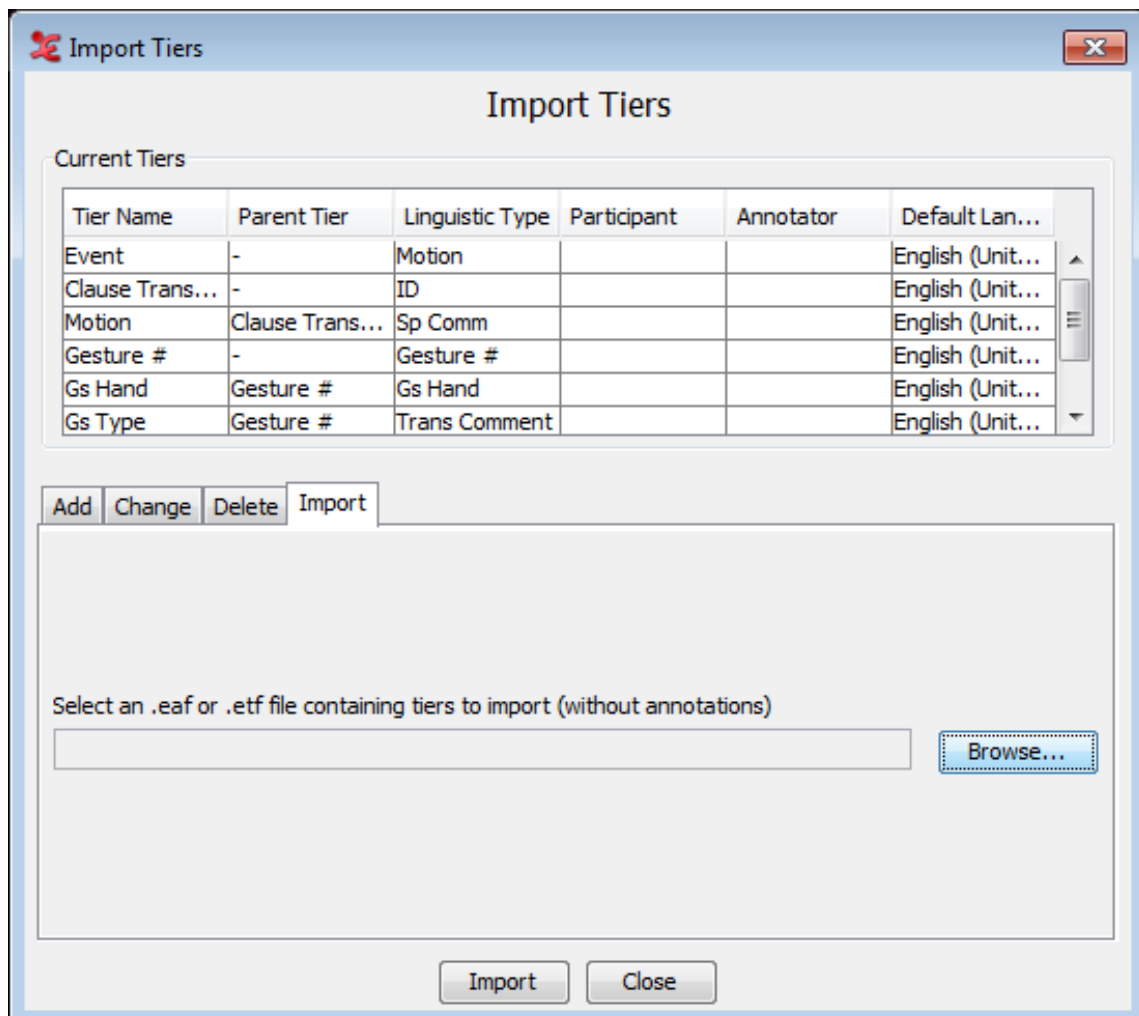 Import Tiers
Import Tiers
Current Tiers
Tier Name Parent Tier Linguistic Type Participant Annotator Default Lan...
Event - Motion English (Unit...
Clause Trans... - ID English (Unit...
Motion Clause Trans... Sp Comm English (Unit...
Gesture # - Gesture # English (Unit...
Gs Hand Gesture # Gs Hand English (Unit...
Gs Type Gesture # Trans Comment English (Unit...
Add Change Delete Import
Select an .eaf or .etf file containing tiers to import (without annotations)
Browse...
Import Close